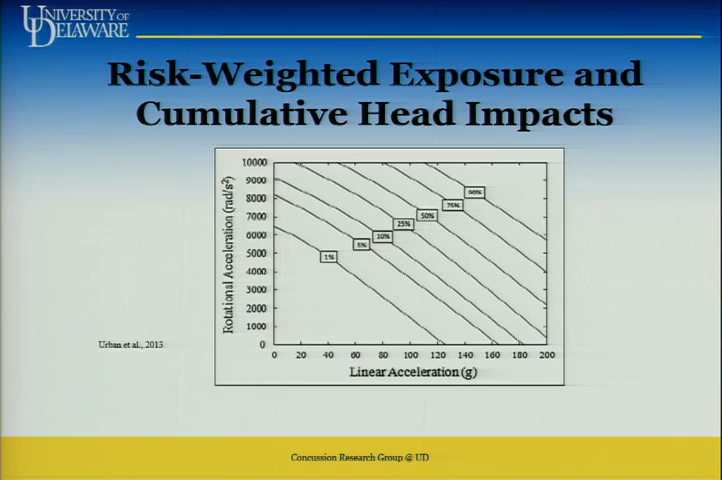 UNIVERSITY OF
DELAWARE
Risk-Weighted Exposure and
Cumulative Head Impacts
10000
9000
8000
7000
6000
5000
4000
3000
2000
1000
0
Rotational Acceleration (rad/s²)
90%
75%
50%
25%
10%
5%
1%
0 20 40 60 80 100 120 140 160 180 200
Linear Acceleration (g)
Urban et al., 2013
Concussion Research Group @ UD